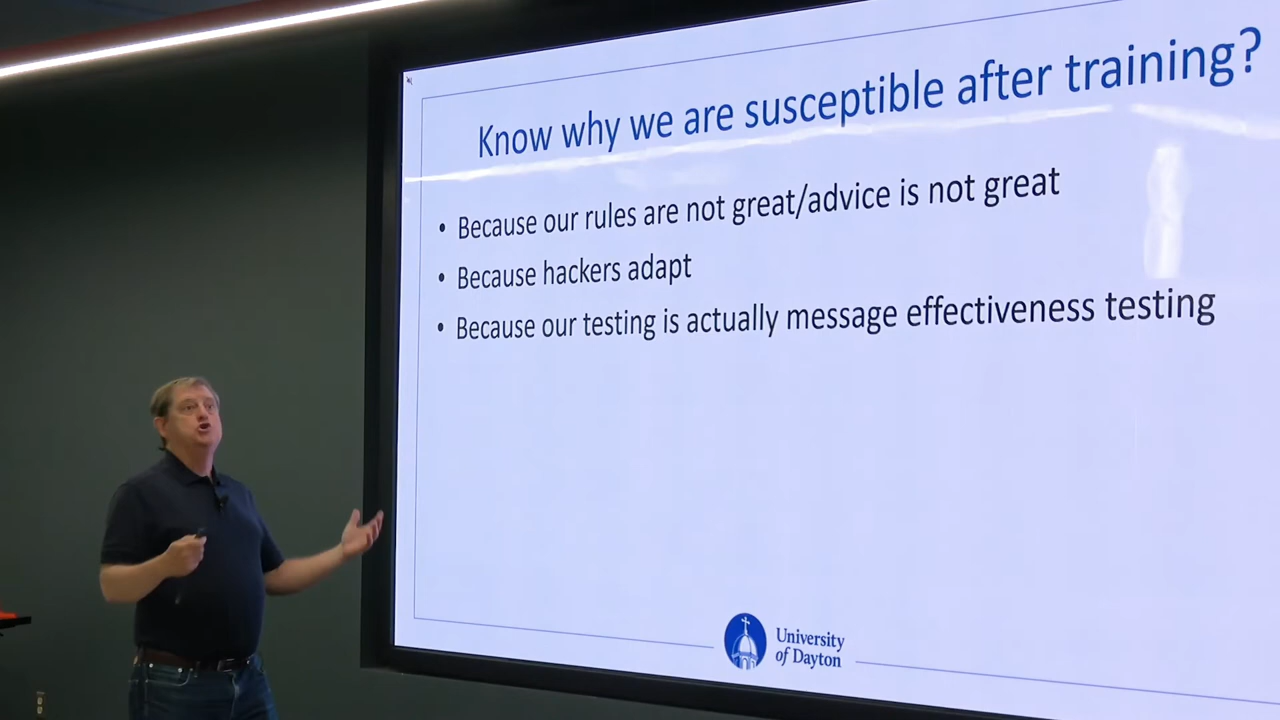 Know why we are susceptible after training?
• Because our rules are not great/advice is not great
• Because hackers adapt
• Because our testing is actually message effectiveness testing
University
of Dayton